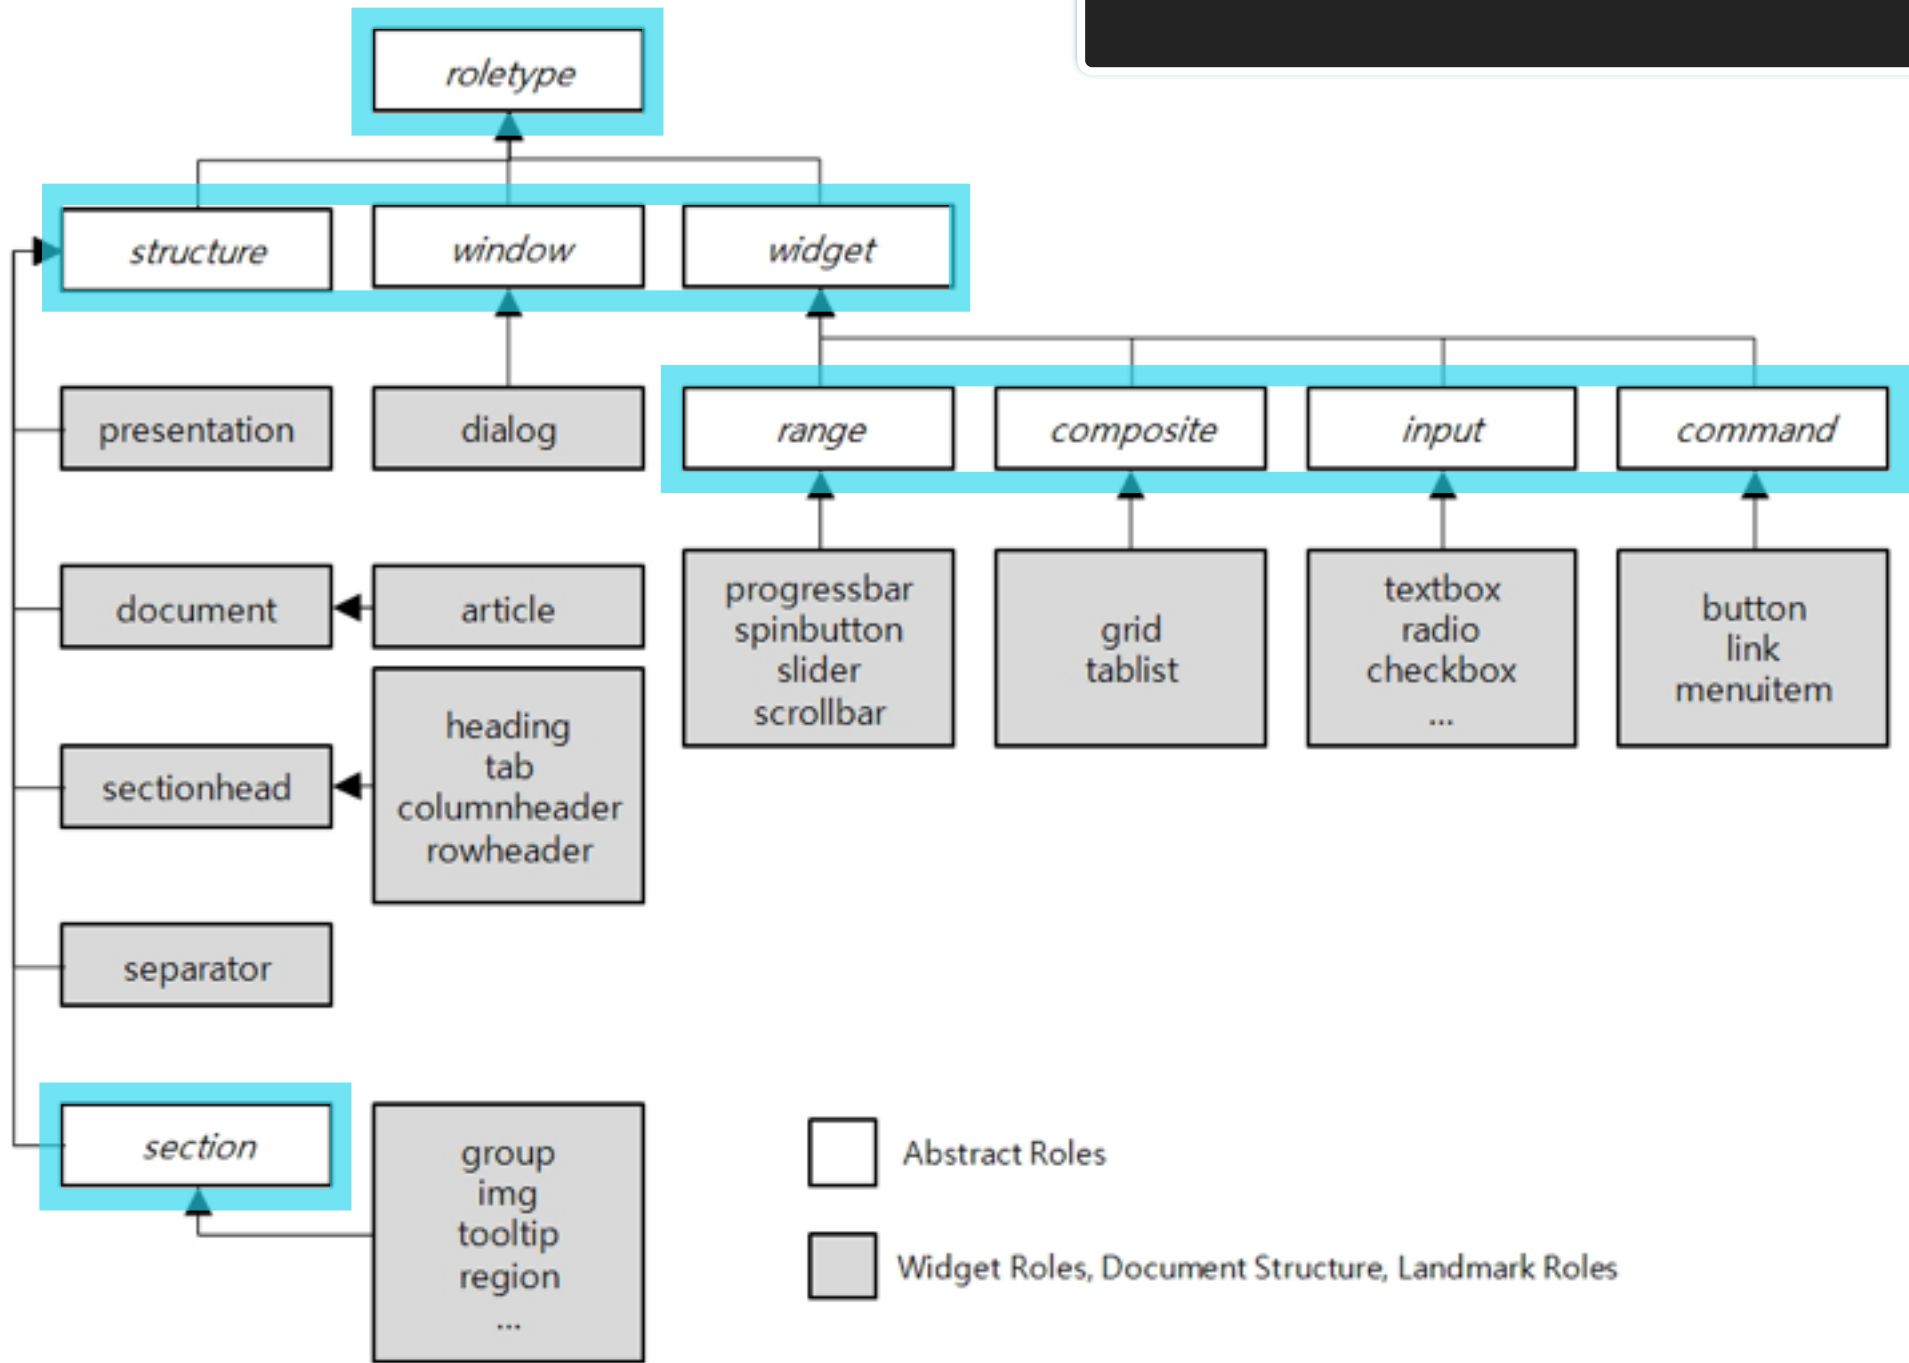 roletype
structure
window
widget
presentation
dialog
range
composite
input
command
document
article
progressbar
spinbutton
slider
scrollbar
grid
tablist
textbox
radio
checkbox
...
button
link
menuitem
sectionhead
heading
tab
columnheader
rowheader
separator
section
group
img
tooltip
region
...
Abstract Roles
Widget Roles, Document Structure, Landmark Roles